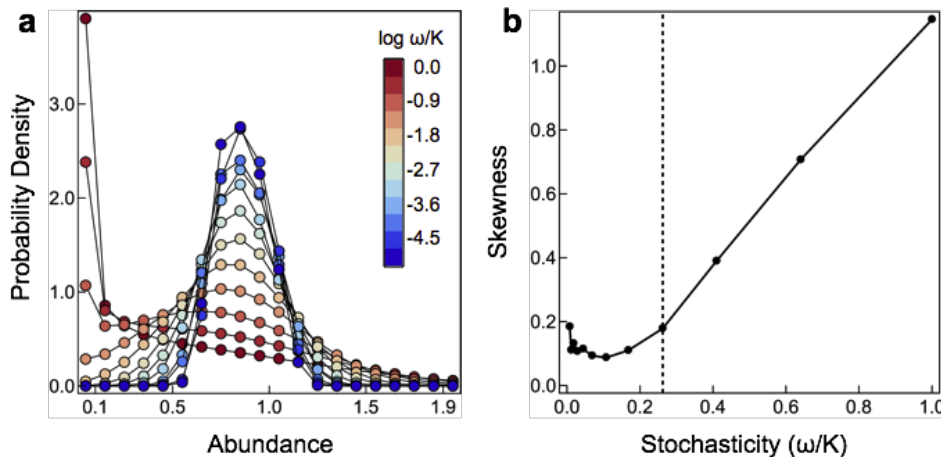 a
log ω/K
0.0
-0.9
-1.8
-2.7
-3.6
-4.5
3.0
2.0
1.0
0.0
Probability Density
0.1 0.5 1.0 1.5 1.9
Abundance
b
1.0
0.8
0.6
0.4
0.2
0.0
Skewness
0.0 0.2 0.4 0.6 0.8 1.0
Stochasticity (ω/K)